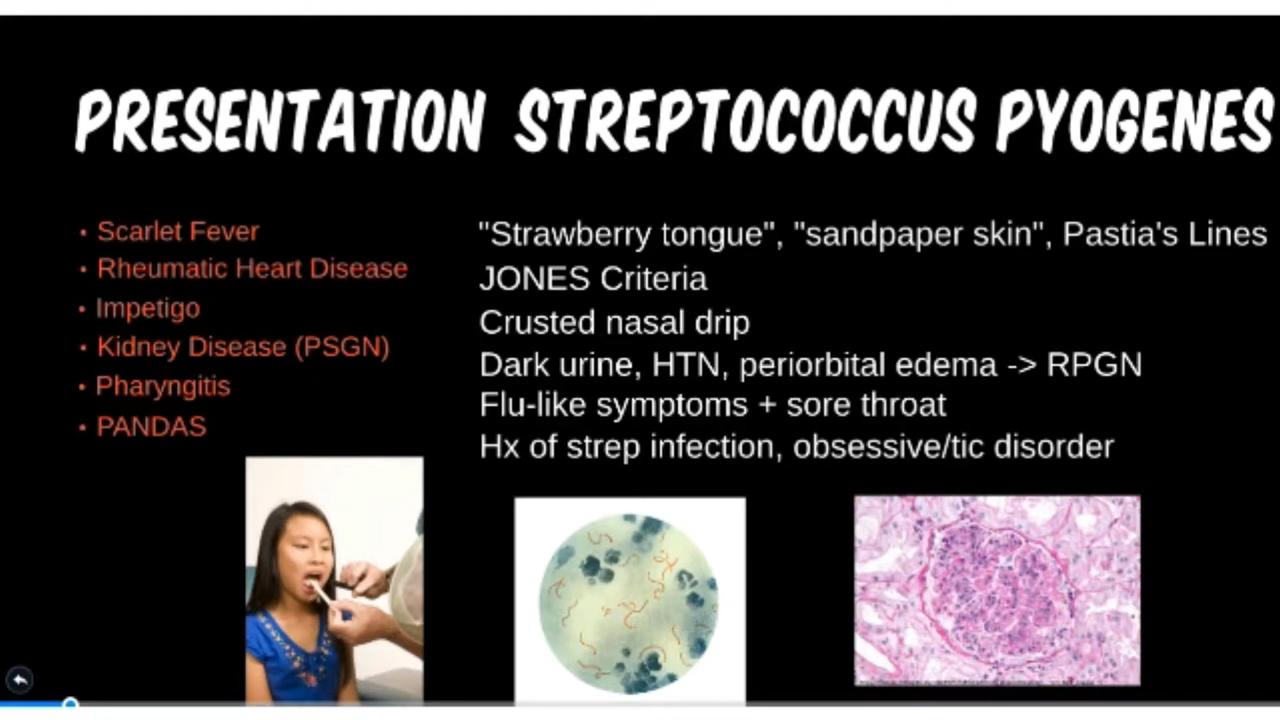 PRESENTATION STREPTOCOCCUS PYOGENES
• Scarlet Fever
• Rheumatic Heart Disease
• Impetigo
• Kidney Disease (PSGN)
• Pharyngitis
• PANDAS
"Strawberry tongue", "sandpaper skin", Pastia's Lines
JONES Criteria
Crusted nasal drip
Dark urine, HTN, periorbital edema -> RPGN
Flu-like symptoms + sore throat
Hx of strep infection, obsessive/tic disorder